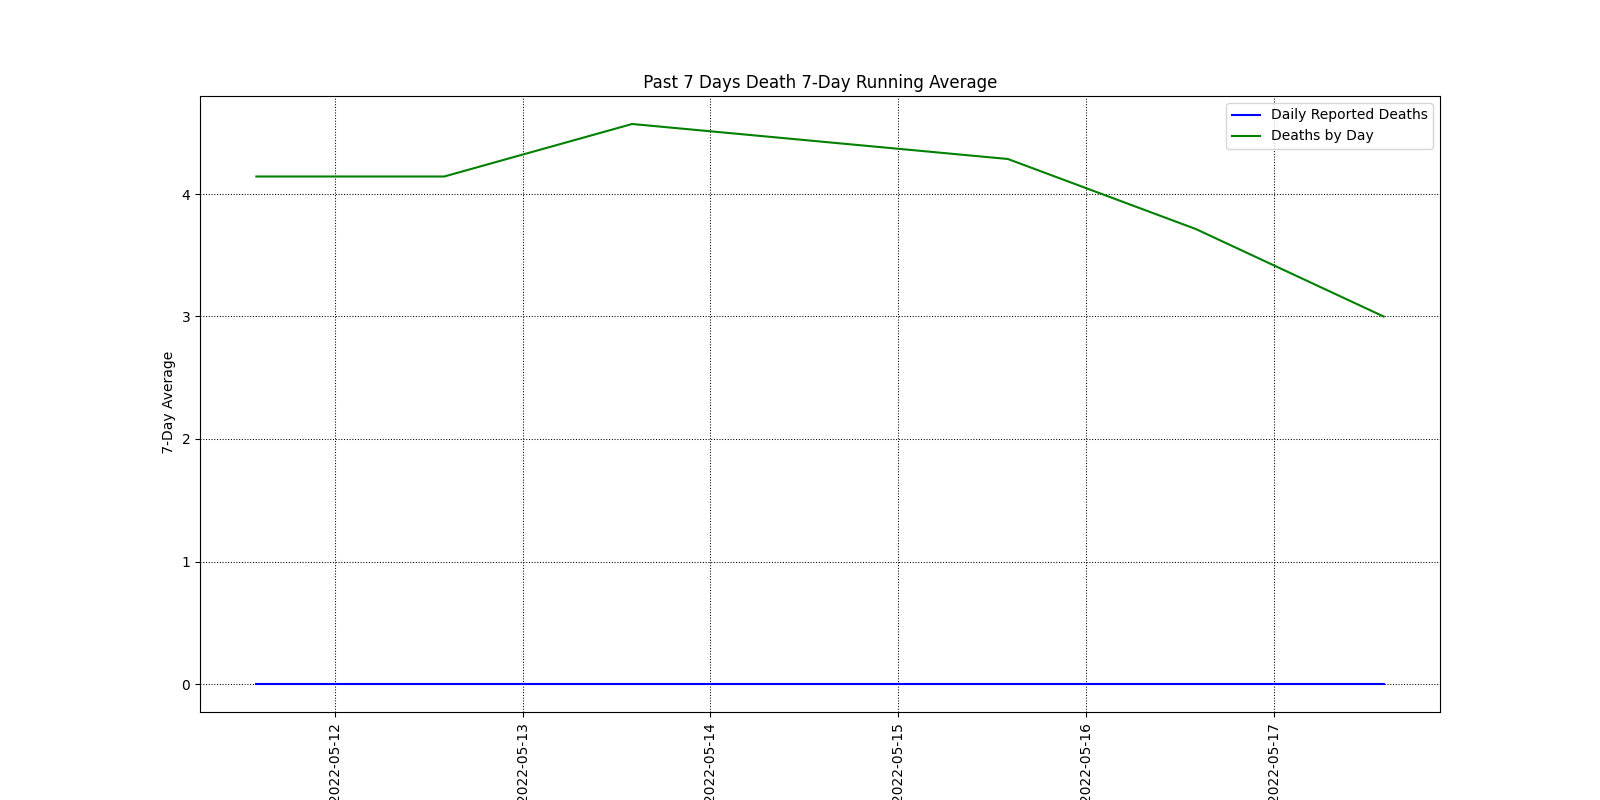 Past 7 Days Death 7-Day Running Average
Daily Reported Deaths
Deaths by Day
7-Day Average
4
3
2
1
0
2022-05-12
2022-05-13
2022-05-14
2022-05-15
2022-05-16
2022-05-17